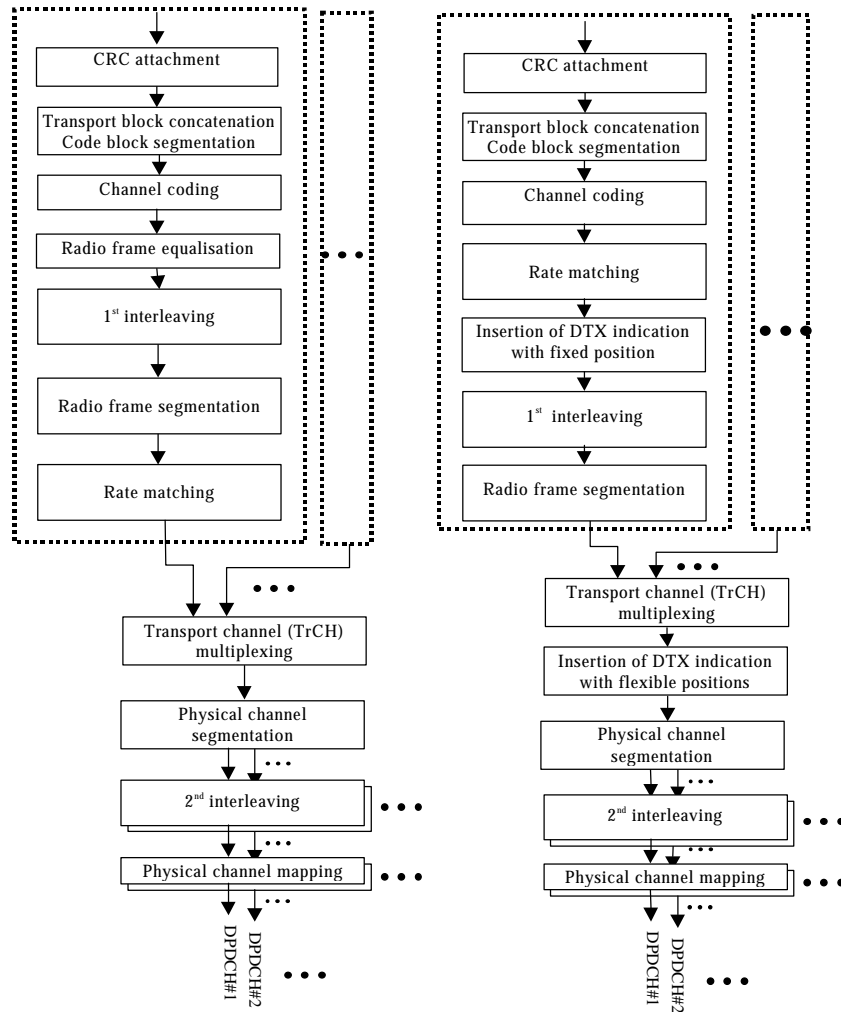 CRC attachment
Transport block concatenation
Code block segmentation
Channel coding
Radio frame equalisation
1st interleaving
Radio frame segmentation
Rate matching
Transport channel (TrCH)
multiplexing
Physical channel
segmentation
2nd interleaving
Physical channel mapping
DPDCH#1
DPDCH#2
CRC attachment
Transport block concatenation
Code block segmentation
Channel coding
Rate matching
Insertion of DTX indication
with fixed position
1st interleaving
Radio frame segmentation
Transport channel (TrCH)
multiplexing
Insertion of DTX indication
with flexible positions
Physical channel
segmentation
2nd interleaving
Physical channel mapping
DPDCH#1
DPDCH#2